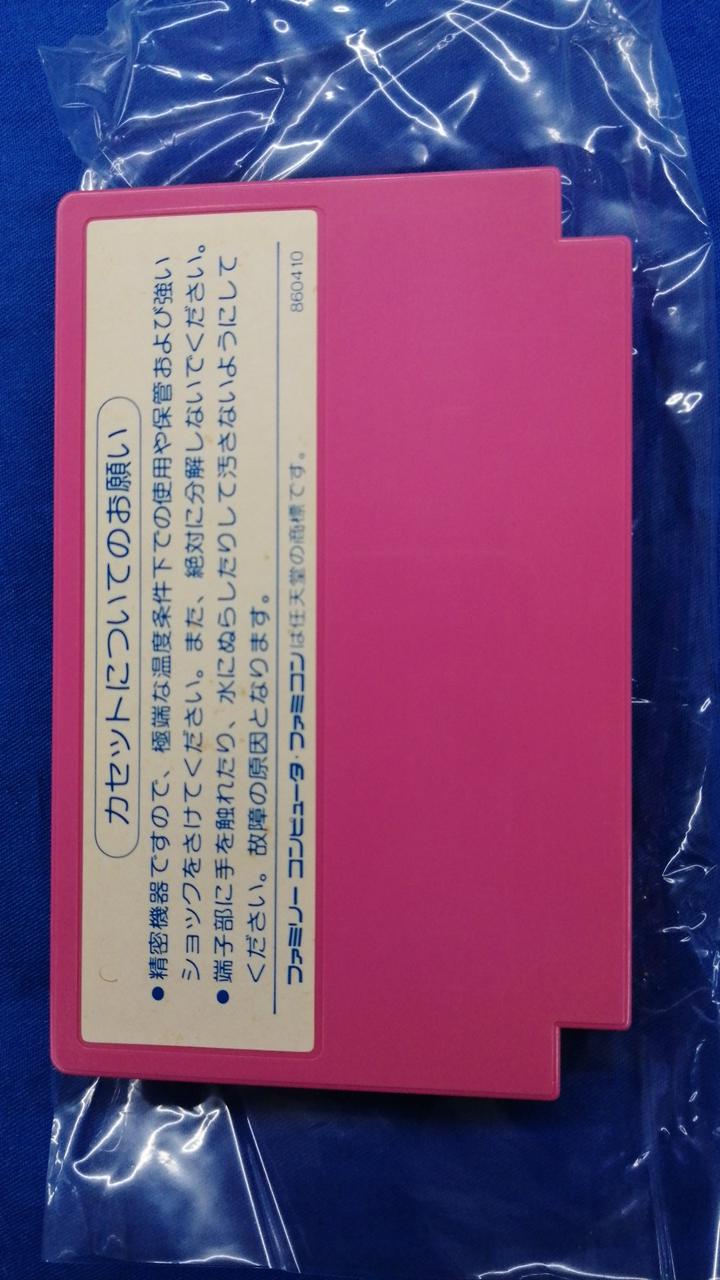 カセットについてのお願い
●精密機器ですので、極端な温度条件下での使用や保管および強い
ショックをさけてください。また、絶対に分解しないでください。
●端子部に手を触れたり、水にぬらしたりして汚さないようにして
ください。故障の原因となります。
ファミリー コンピュータ・ファミコンは任天堂の商標です。 860410